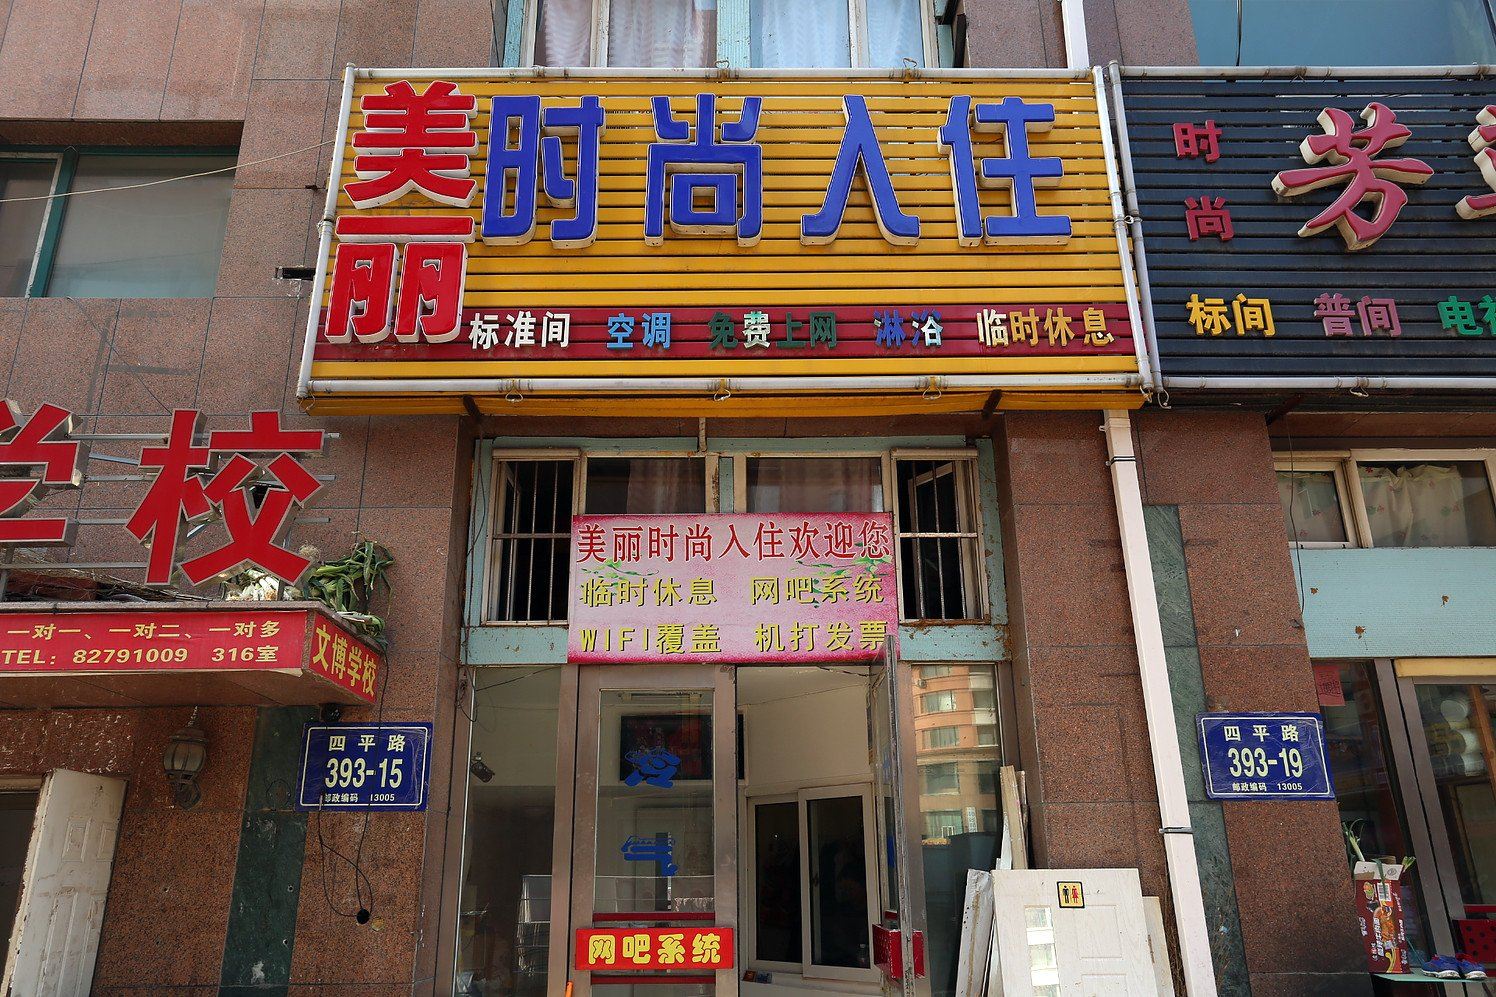 美丽
时尚入住
标准间 空调 免费上网 淋浴 临时休息
时尚
芳
标间 普间 电视
学校
一对一、一对二、一对多
TEL: 82791009 316室
文博学校
美丽时尚入住欢迎您
临时休息 网吧系统
WIFI覆盖 机打发票
四平路
393-15
邮政编码 13005
四平路
393-19
邮政编码 13005
冷气
网吧系统